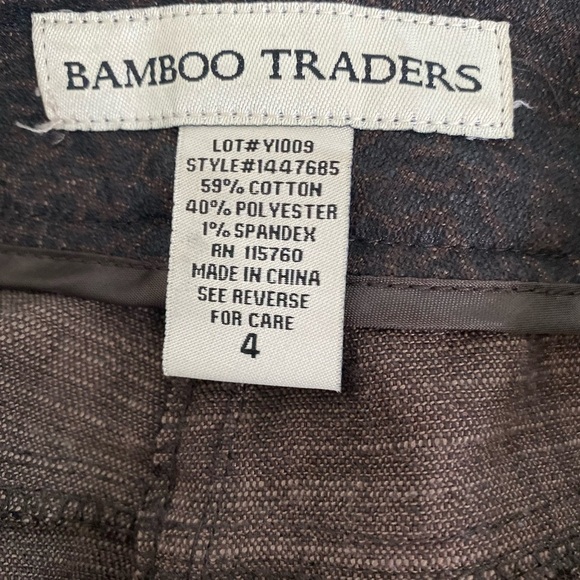 BAMBOO TRADERS
LOT# Y1009
STYLE#1447685
59% COTTON
40% POLYESTER
1% SPANDEX
RN 115760
MADE IN CHINA
SEE REVERSE
FOR CARE
4